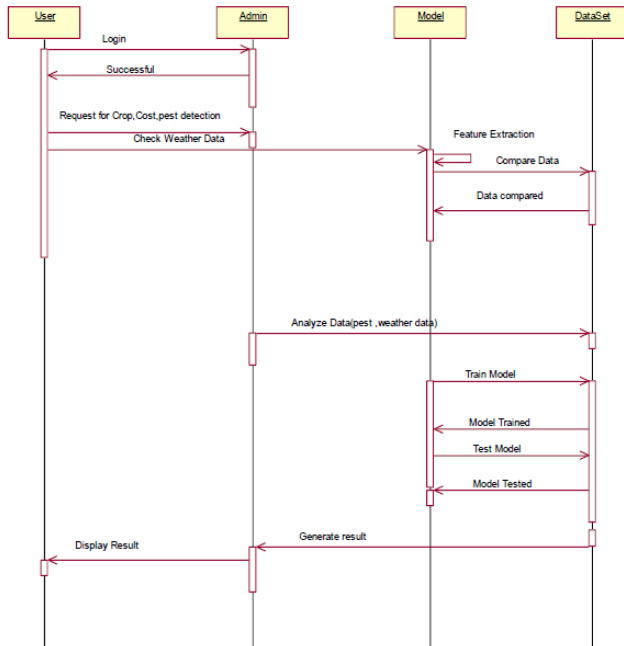 User
Admin
Model
DataSet
Login
Successful
Request for Crop,Cost,pest detection
Check Weather Data
Feature Extraction
Compare Data
Data compared
Analyze Data(pest ,weather data)
Train Model
Model Trained
Test Model
Model Tested
Generate result
Display Result